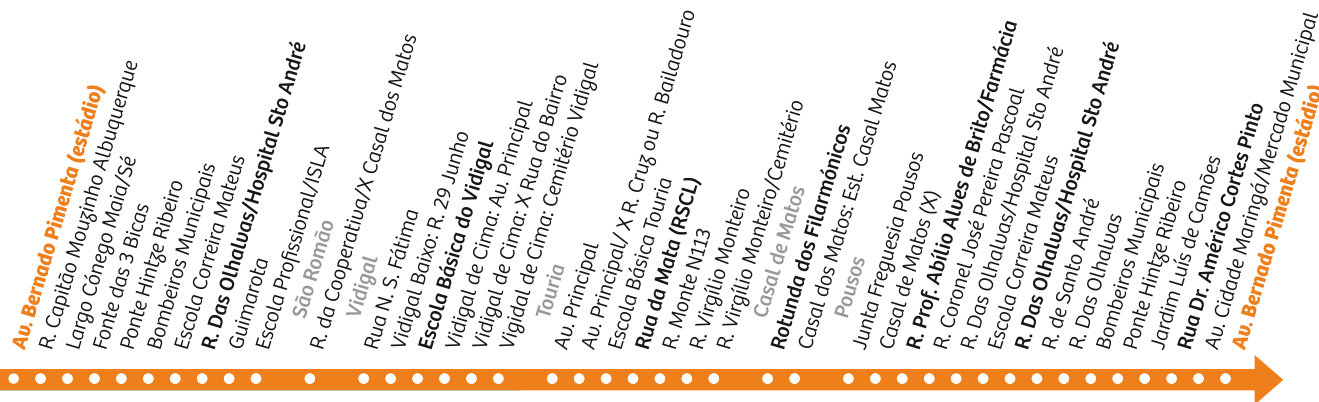 Av. Bernado Pimenta (estádio)
R. Capitão Mouzinho Albuquerque
Largo Cónego Maia/Sé
Fonte das 3 Bicas
Ponte Hintze Ribeiro
Bombeiros Municipais
Escola Correira Mateus
R. Das Olhalvas/Hospital Sto André
Guimarota
Escola Profissional/ISLA
São Romão
R. da Cooperativa/X Casal dos Matos
Vidigal
Rua N. S. Fátima
Vidigal Baixo: R. 29 Junho
Escola Básica do Vidigal
Vidigal de Cima: Au. Principal
Vidigal de Cima: X Rua do Bairro
Vigidal de Cima: Cemitério Vidigal
Touria
Av. Principal
Au. Principal/ X R. Cruz ou R. Bailadouro
Escola Básica Touria
Rua da Mata (RSCL)
R. Monte N113
R. Virgílio Monteiro
R. Virgílio Monteiro/Cemitério
Casal de Matos
Rotunda dos Filarmónicos
Casal dos Matos: Est. Casal Matos
Pousos
Junta Freguesia Pousos
Casal de Matos (X)
R. Prof. Abílio Alves de Brito/Farmácia
R. Coronel José Pereira Pascoal
R. Das Olhalvas/Hospital Sto André
Escola Correira Mateus
R. Das Olhalvas/Hospital Sto André
R. de Santo André
R. Das Olhalvas
Bombeiros Municipais
Ponte Hintze Ribeiro
Jardim Luís de Camões
Rua Dr. Américo Cortes Pinto
Av. Cidade Maringá/Mercado Municipal
Av. Bernado Pimenta (estádio)